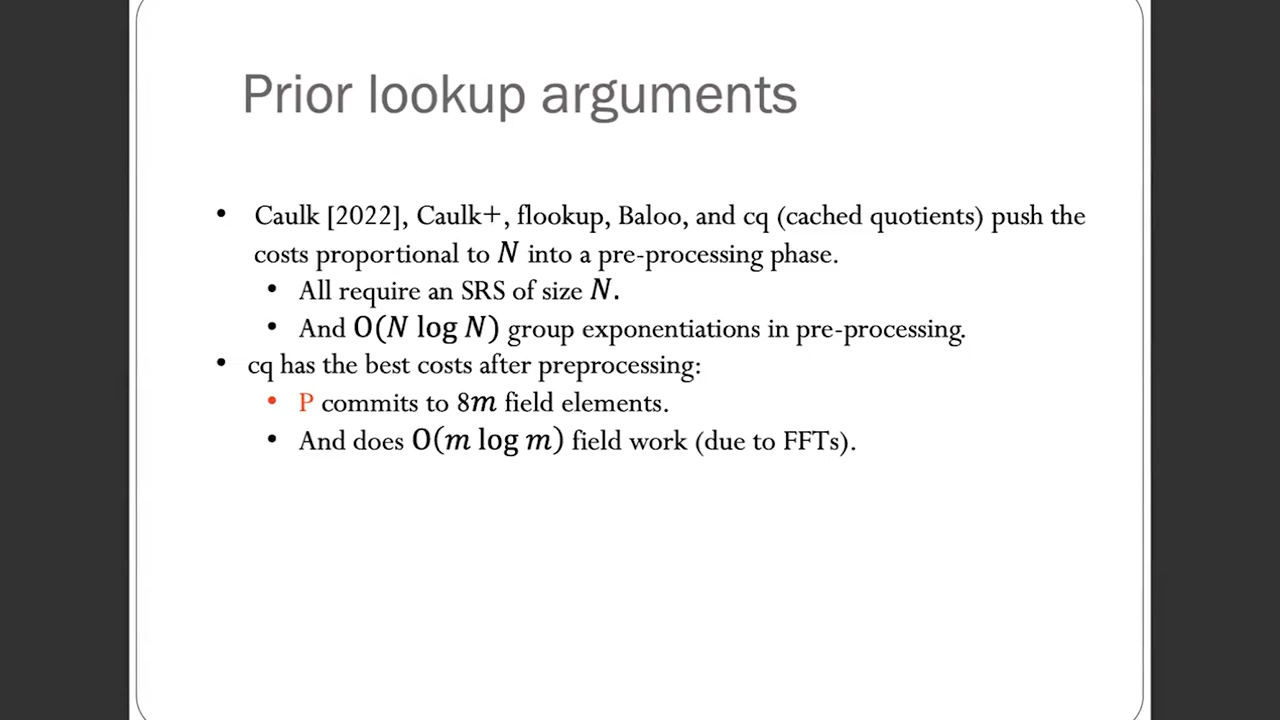 Prior lookup arguments
• Caulk [2022], Caulk+, flookup, Baloo, and cq (cached quotients) push the
costs proportional to N into a pre-processing phase.
• All require an SRS of size N.
• And O(N log N) group exponentiations in pre-processing.
• cq has the best costs after preprocessing:
• P commits to 8m field elements.
• And does O(m log m) field work (due to FFTs).